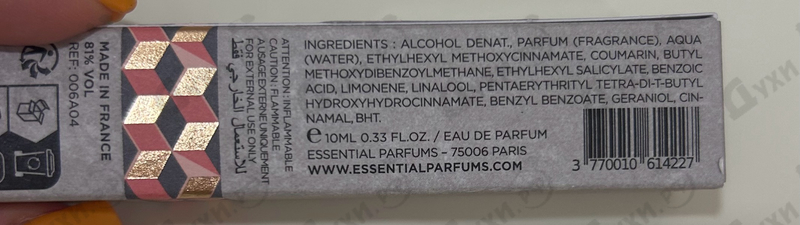 INGREDIENTS : ALCOHOL DENAT., PARFUM (FRAGRANCE), AQUA
(WATER), ETHYLHEXYL METHOXYCINNAMATE, COUMARIN, BUTYL
METHOXYDIBENZOYLMETHANE, ETHYLHEXYL SALICYLATE, BENZOIC
ACID, LIMONENE, LINALOOL, PENTAERYTHRITYL TETRA-DI-T-BUTYL
HYDROXYHYDROCINNAMATE, BENZYL BENZOATE, GERANIOL, CIN-
NAMAL, BHT.
℮ 10ML 0.33 FL.OZ. / EAU DE PARFUM
ESSENTIAL PARFUMS – 75006 PARIS
WWW.ESSENTIALPARFUMS.COM
3 770010 614227
ATTENTION : INFLAMMABLE
CAUTION : FLAMMABLE
A USAGE EXTERNE UNIQUEMENT
FOR EXTERNAL USE ONLY
للاستعمال الخارجي فقط
MADE IN FRANCE
81% VOL
REF: 006A04
Духи.рф